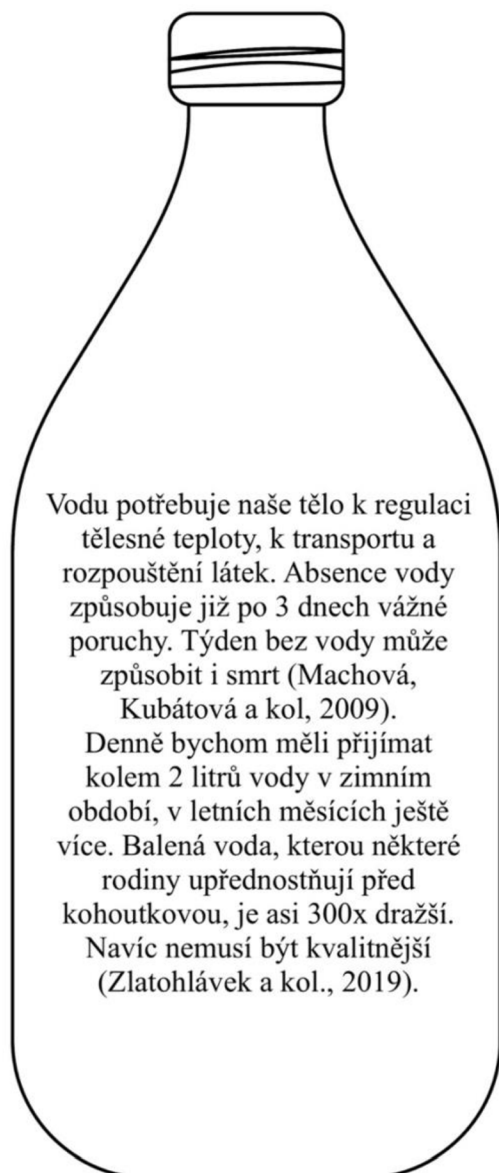 Vodu potřebuje naše tělo k regulaci
tělesné teploty, k transportu a
rozpouštění látek. Absence vody
způsobuje již po 3 dnech vážné
poruchy. Týden bez vody může
způsobit i smrt (Machová,
Kubátová a kol, 2009).
Denně bychom měli přijímat
kolem 2 litrů vody v zimním
období, v letních měsících ještě
více. Balená voda, kterou některé
rodiny upřednostňují před
kohoutkovou, je asi 300x dražší.
Navíc nemusí být kvalitnější
(Zlatohlávek a kol., 2019).